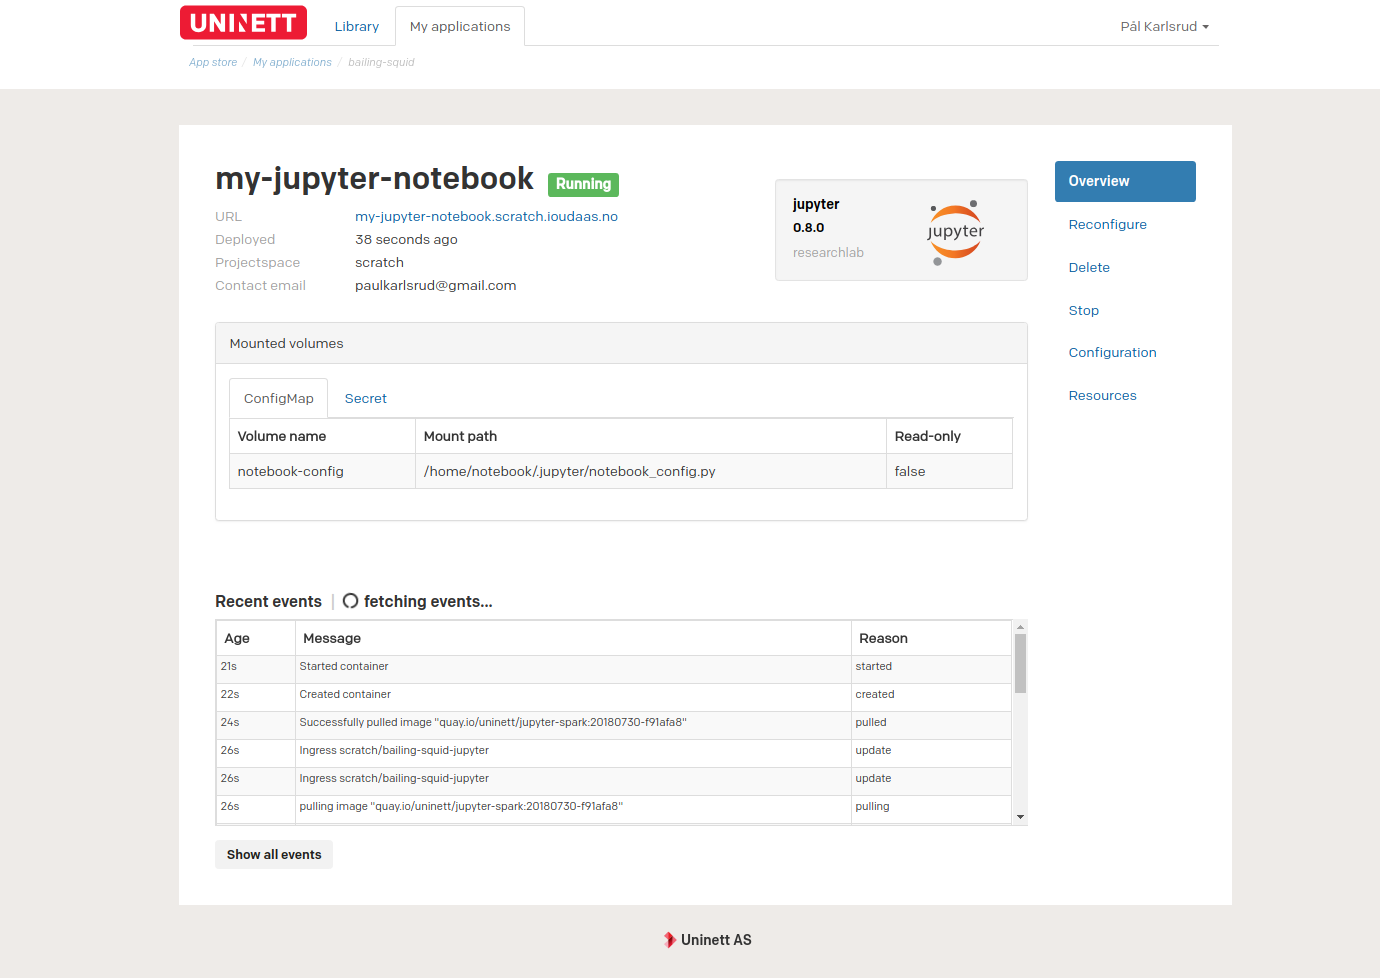 UNINETT
Library
My applications
Pål Karlsrud
App store / My applications / bailing-squid
my-jupyter-notebook Running
URL my-jupyter-notebook.scratch.ioudaas.no
Deployed 38 seconds ago
Projectspace scratch
Contact email paulkarlsrud@gmail.com
jupyter
0.8.0
researchlab
jupyter
Overview
Reconfigure
Delete
Stop
Configuration
Resources
Mounted volumes
ConfigMap Secret
Volume name Mount path Read-only
notebook-config /home/notebook/.jupyter/notebook_config.py false
Recent events | fetching events...
Age Message Reason
21s Started container started
22s Created container created
24s Successfully pulled image "quay.io/uninett/jupyter-spark:20180730-f91afa8" pulled
26s Ingress scratch/bailing-squid-jupyter update
26s Ingress scratch/bailing-squid-jupyter update
26s pulling image "quay.io/uninett/jupyter-spark:20180730-f91afa8" pulling
Show all events
Uninett AS